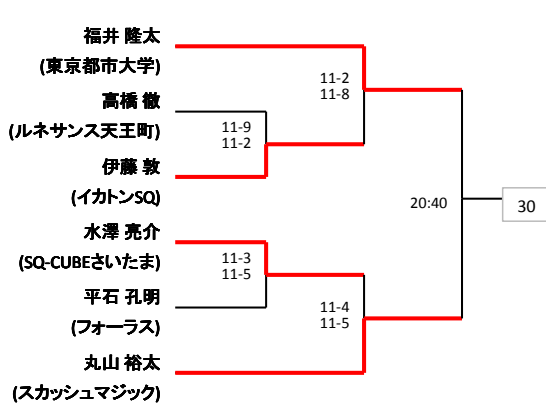 福井 隆太
(東京都市大学)
高橋 徹
(ルネサンス天王町)
伊藤 敦
(イカトンSQ)
水澤 亮介
(SQ-CUBEさいたま)
平石 孔明
(フォーラス)
丸山 裕太
(スカッシュマジック)
11-9
11-2
11-3
11-5
11-2
11-8
11-4
11-5
20:40
30